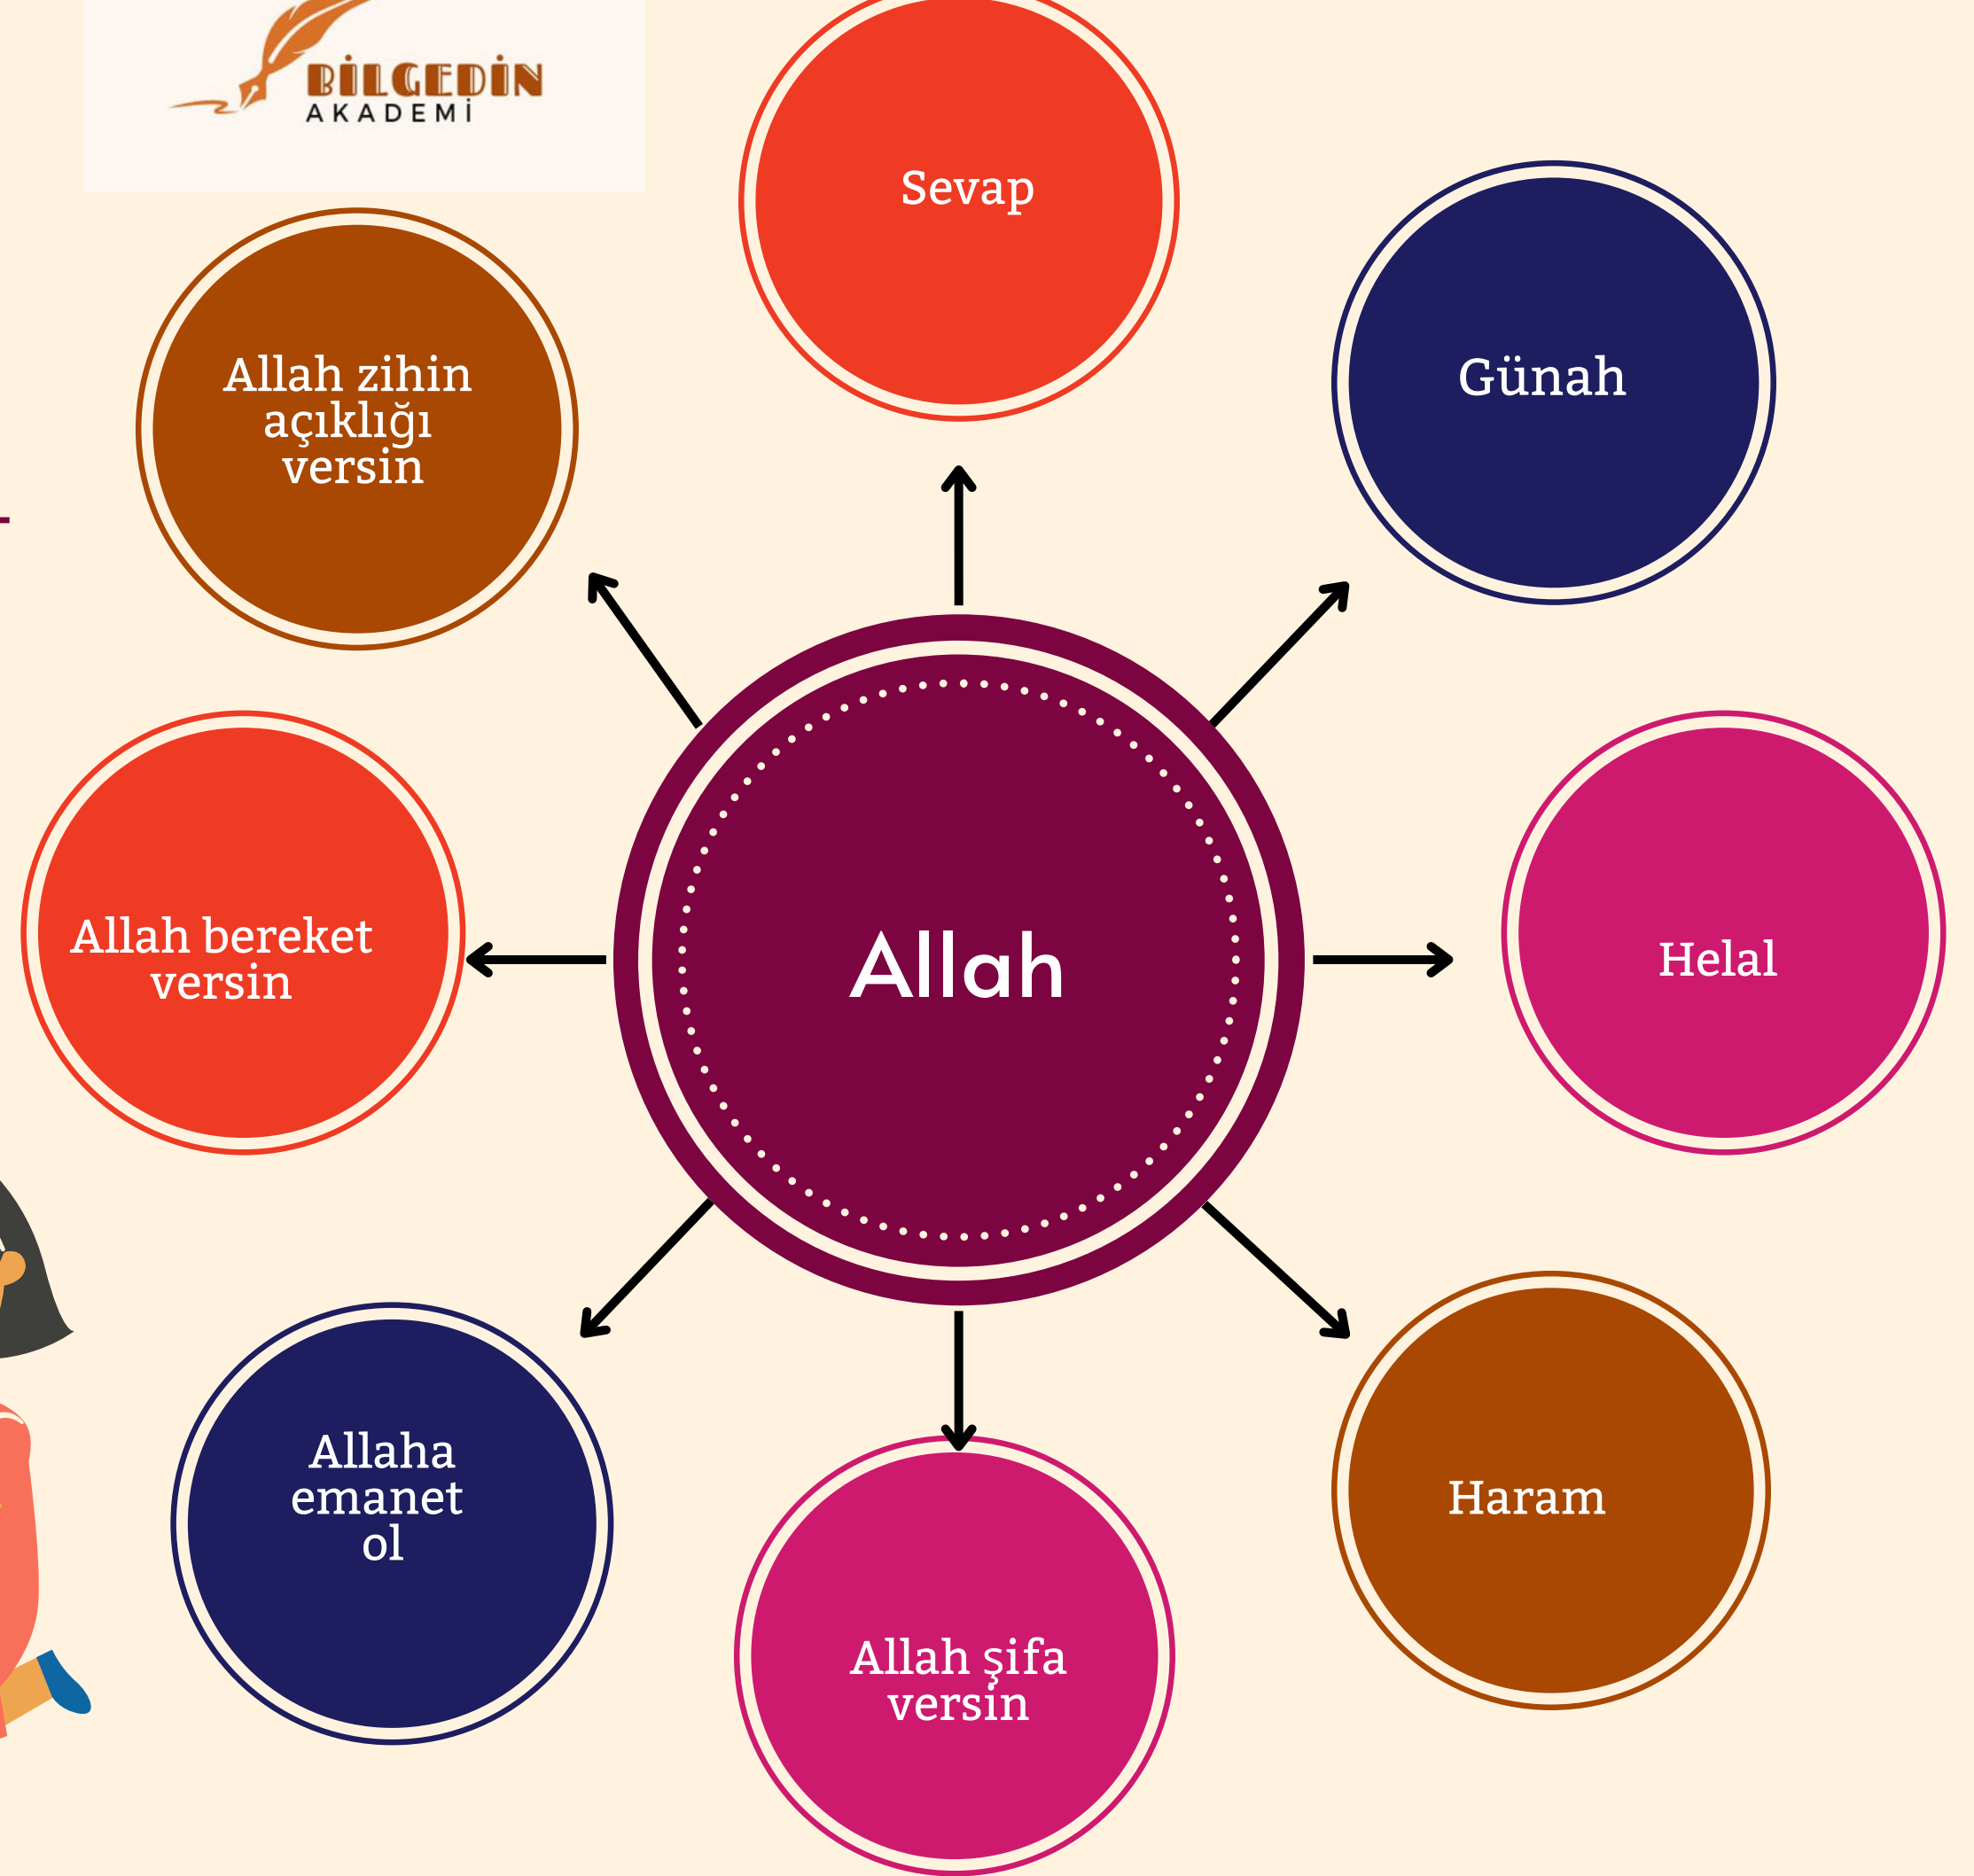 BİLGEDİN
AKADEMİ
Sevap
Günah
Allah zihin
açıklığı
versin
Allah bereket
versin
Allah
Helal
Allaha
emanet
ol
Haram
Allah şifa
versin